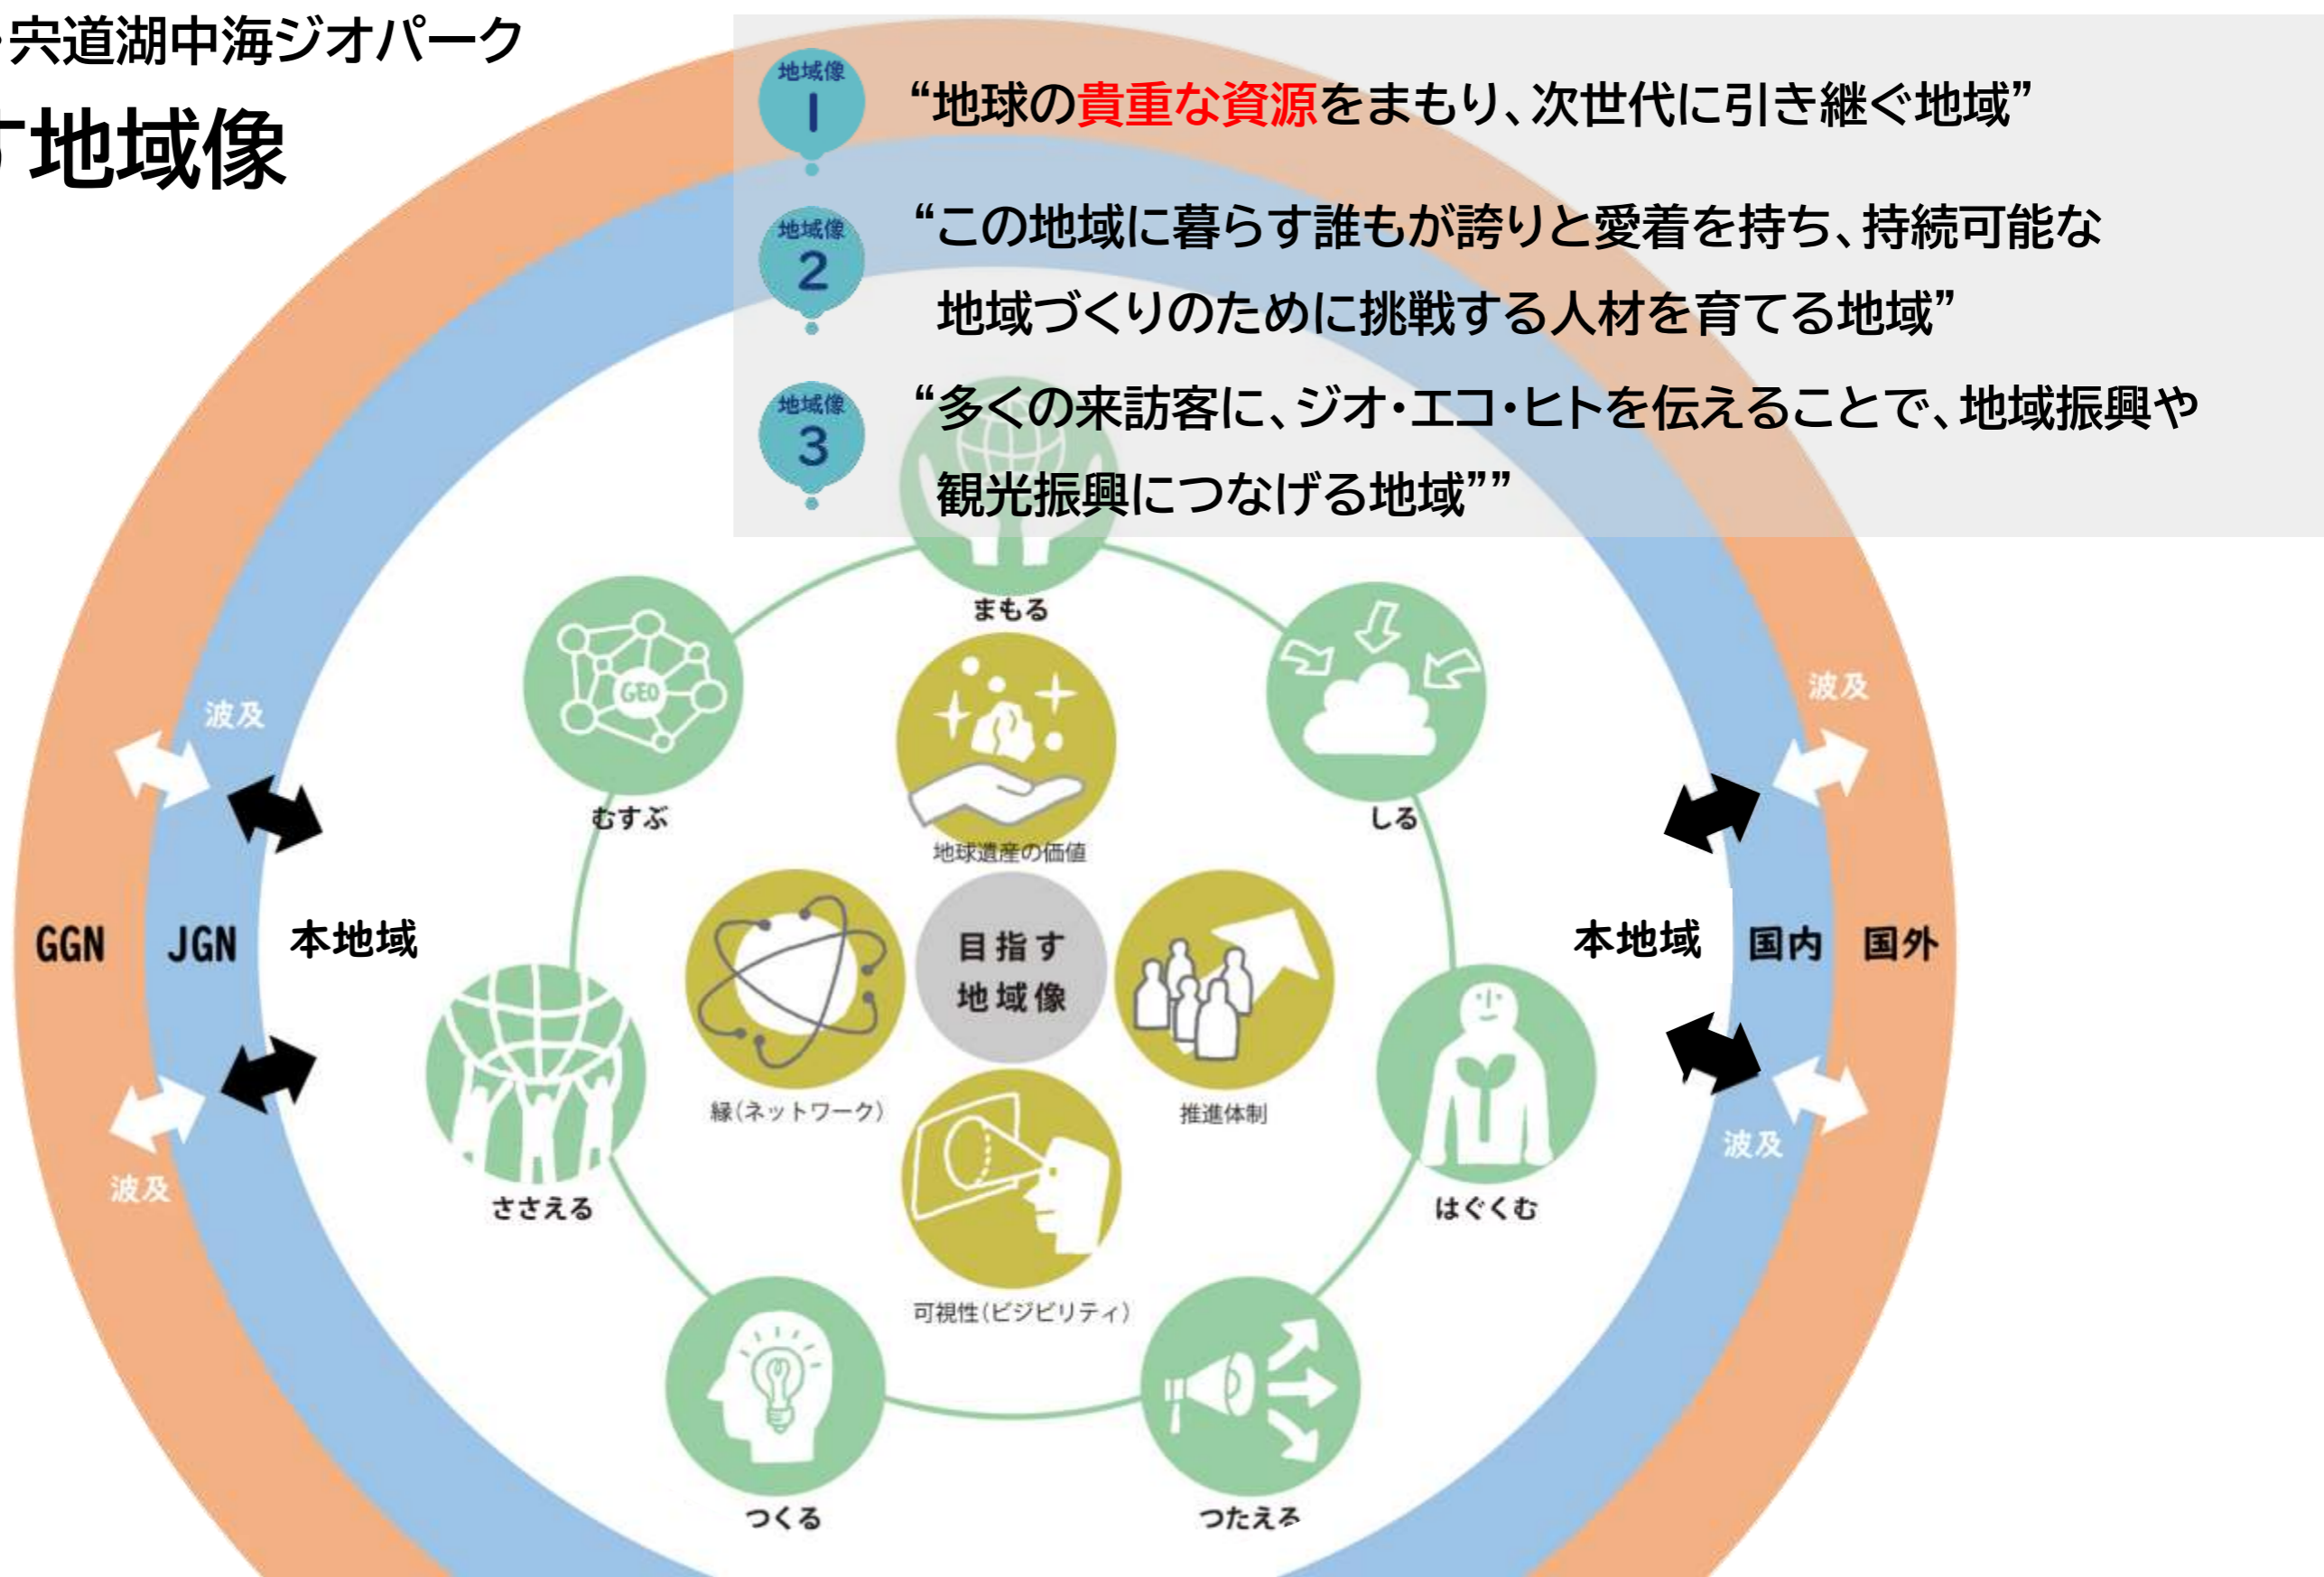 宍道湖中海ジオパーク
す地域像
地域像
1
“地球の貴重な資源をまもり、次世代に引き継ぐ地域”
地域像
2
“この地域に暮らす誰もが誇りと愛着を持ち、持続可能な
地域づくりのために挑戦する人材を育てる地域”
地域像
3
“多くの来訪客に、ジオ・エコ・ヒトを伝えることで、地域振興や
観光振興につなげる地域””
まもる
GEO
むすぶ
しる
地球遺産の価値
波及
波及
GGN
JGN
本地域
目指す
地域像
本地域
国内
国外
縁(ネットワーク)
推進体制
波及
波及
ささえる
はぐくむ
可視性(ビジビリティ)
つくる
つたえる